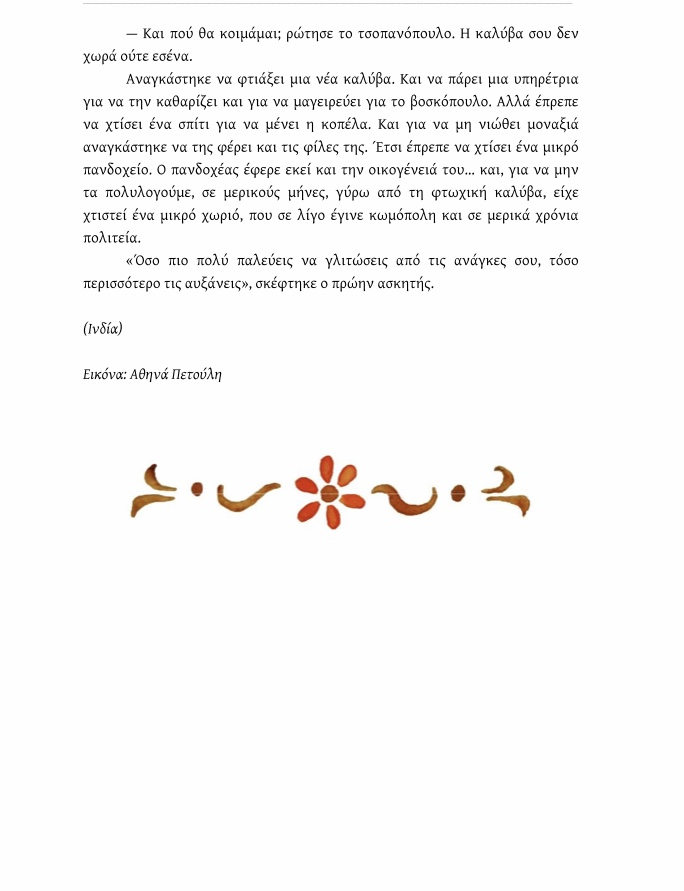 — Και πού θα κοιμάμαι; ρώτησε το τσοπανόπουλο. Η καλύβα σου δεν
χωρά ούτε εσένα.
Αναγκάστηκε να φτιάξει μια νέα καλύβα. Και να πάρει μια υπηρέτρια
για να την καθαρίζει και για να μαγειρεύει για το βοσκόπουλο. Αλλά έπρεπε
να χτίσει ένα σπίτι για να μένει η κοπέλα. Και για να μη νιώθει μοναξιά
αναγκάστηκε να της φέρει και τις φίλες της. Έτσι έπρεπε να χτίσει ένα μικρό
πανδοχείο. Ο πανδοχέας έφερε εκεί και την οικογένειά του... και, για να μην
τα πολυλογούμε, σε μερικούς μήνες, γύρω από τη φτωχική καλύβα, είχε
χτιστεί ένα μικρό χωριό, που σε λίγο έγινε κωμόπολη και σε μερικά χρόνια
πολιτεία.
«Όσο πιο πολύ παλεύεις να γλιτώσεις από τις ανάγκες σου, τόσο
περισσότερο τις αυξάνεις», σκέφτηκε ο πρώην ασκητής.
(Ινδία)
Εικόνα: Αθηνά Πετούλη